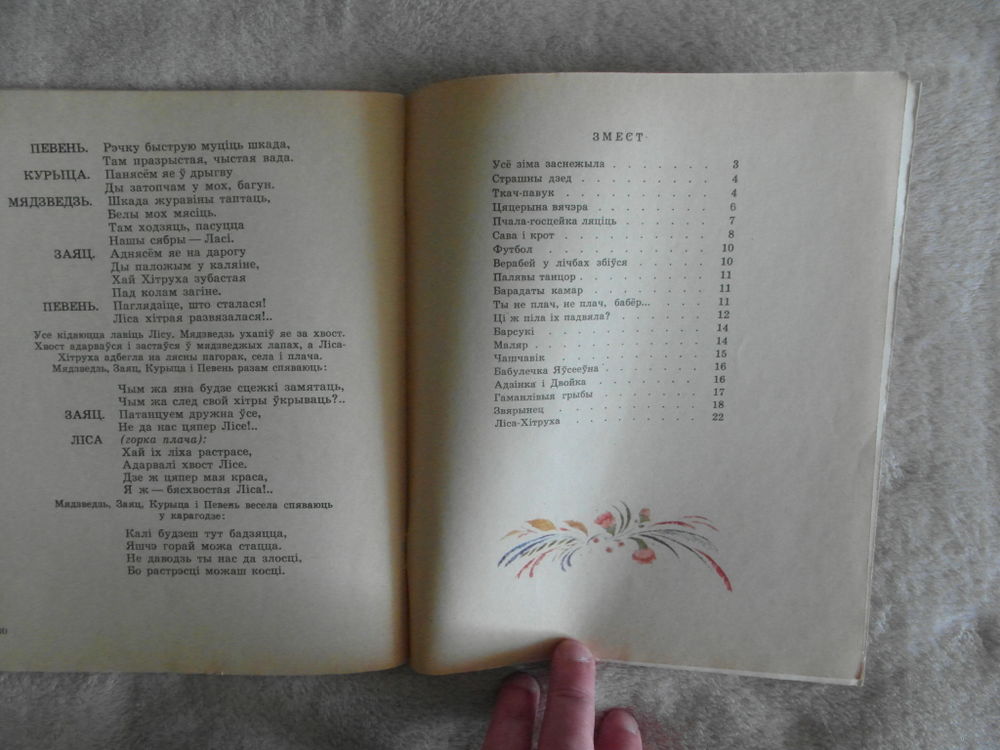 ПЕВЕНЬ. Рэчку быструю муціць шкада,
Там празрыстая, чыстая вада.
КУРЫЦА. Панясём яе ў дрыгву
Ды затопчам у мох, багун.
МЯДЗВЕДЗЬ. Шкада журавіны таптаць,
Белы мох мясіць.
Там ходзяць, пасуцца
Нашы сябры — Ласі.
ЗАЯЦ. Аднясём яе на дарогу
Ды паложым у каляіне,
Хай Хітруха зубастая
Пад колам загіне.
ПЕВЕНЬ. Паглядзіце, што сталася!
Ліса хітрая развязалася!..
Усе кідаюцца лавіць Лісу. Мядзведзь ухапіў яе за хвост.
Хвост адарваўся і застаўся ў мядзведжых лапах, а Ліса-
Хітруха адбегла на лясны пагорак, села і плача.
Мядзведзь, Заяц, Курыца і Певень разам спяваюць:
Чым жа яна будзе сцежкі замятаць,
Чым жа след свой хітры ўкрываць?..
ЗАЯЦ. Патанцуем дружна ўсе,
Не да нас цяпер Лісе!..
ЛІСА (горка плача):
Хай іх ліха растрасе,
Адарвалі хвост Лісе.
Дзе ж цяпер мая краса,
Я ж — бясхвостая Ліса!..
Мядзведзь, Заяц, Курыца і Певень весела спяваюць
у карагодзе:
Калі будзеш тут бадзяцца,
Яшчэ горай можа стацца.
Не даводзь ты нас да злосці,
Бо растрэсці можаш косці.
ЗМЕСТ
Усё зіма заснежыла . . . . . . . 3
Страшны дзед . . . . . . . . . 4
Ткач-павук . . . . . . . . . . 4
Цяцерына вячэра . . . . . . . . 6
Пчала-госцейка ляціць . . . . . . 7
Сава і крот . . . . . . . . . . 8
Футбол . . . . . . . . . . . 10
Верабей у лічбах збіўся . . . . . . 10
Палявы танцор . . . . . . . . . 11
Барадаты камар . . . . . . . . 11
Ты не плач, не плач, бабёр... . . . . 11
Ці ж піла іх падвяла? . . . . . . 12
Барсукі . . . . . . . . . . . 14
Маляр . . . . . . . . . . . . 14
Чашчавік . . . . . . . . . . . 15
Бабулечка Яўсееўна . . . . . . . 16
Адзінка і Двойка . . . . . . . . 16
Гаманлівыя грыбы . . . . . . . . 17
Звярынец . . . . . . . . . . . 18
Ліса-Хітруха . . . . . . . . . 22